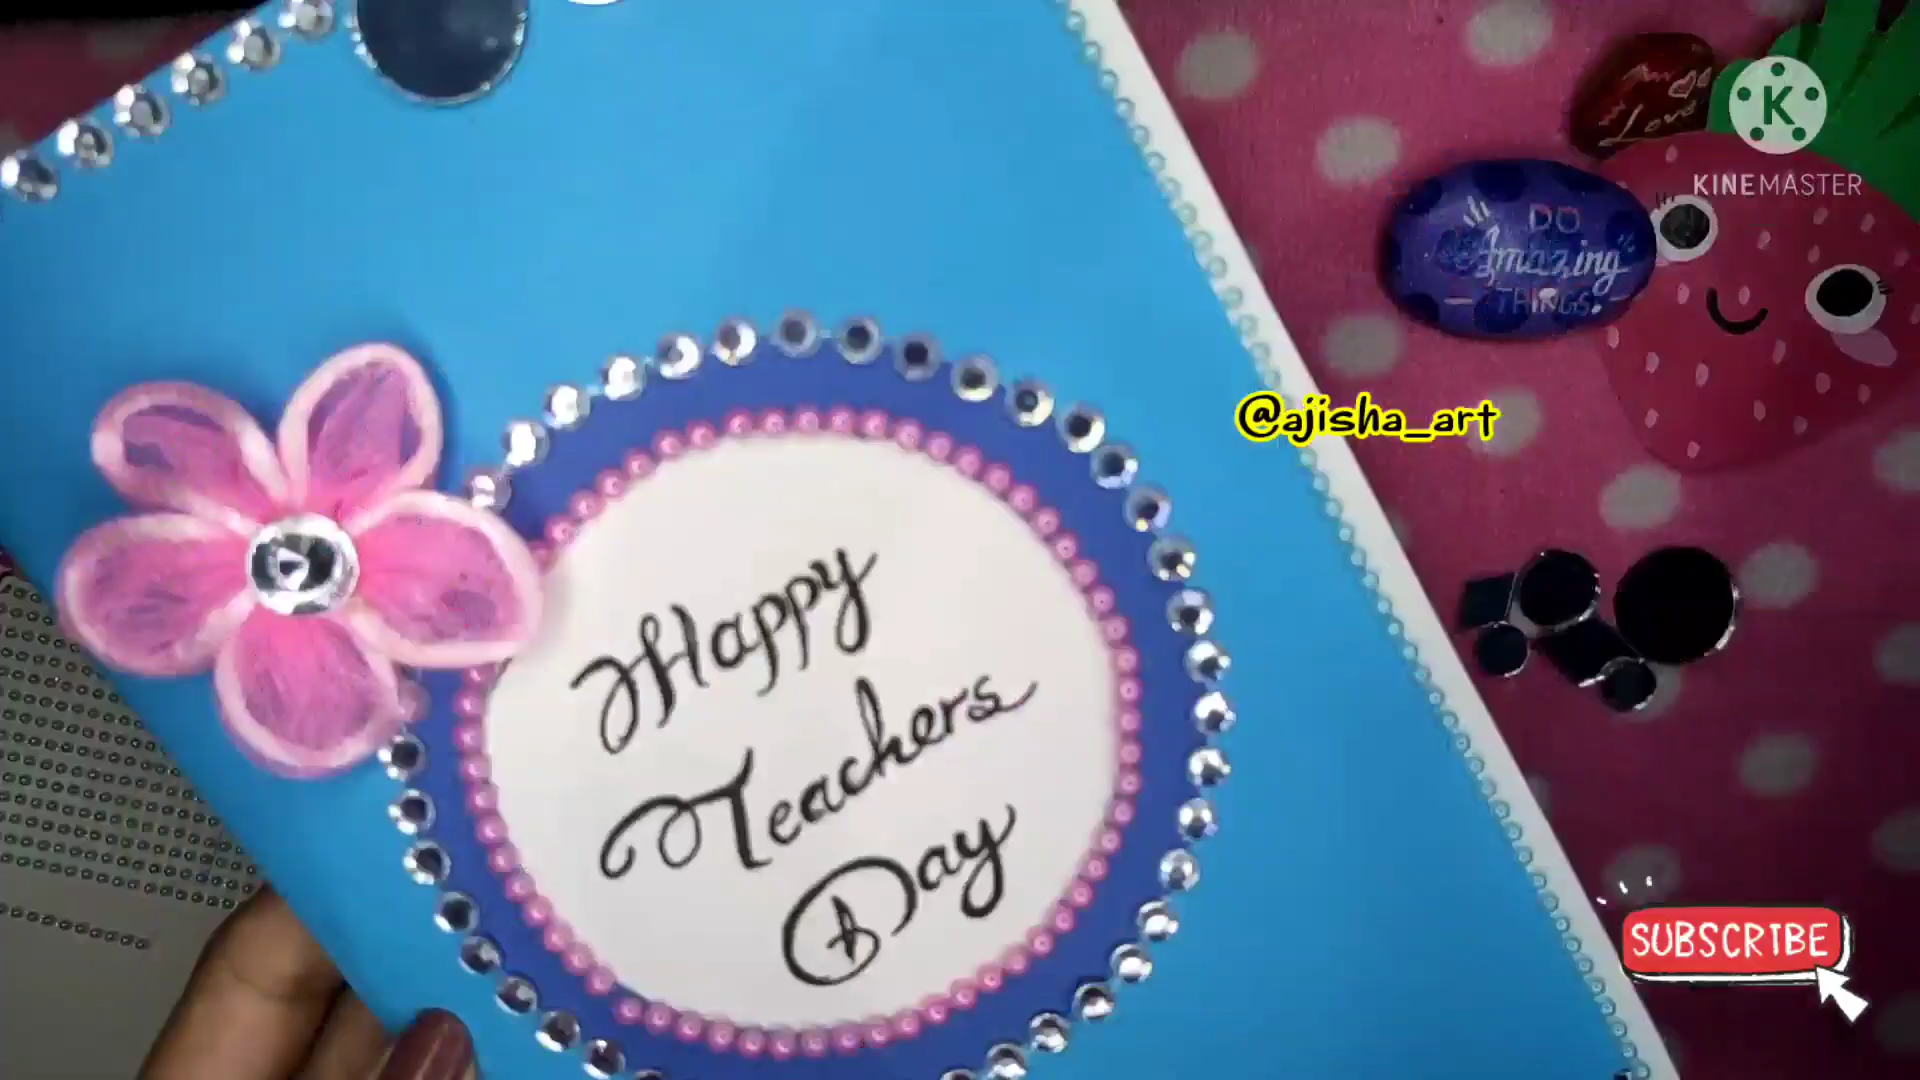 Happy
Teachers
Day
@ajisha_art
Love
DO
Amazing
THINGS.
KINEMASTER
SUBSCRIBE